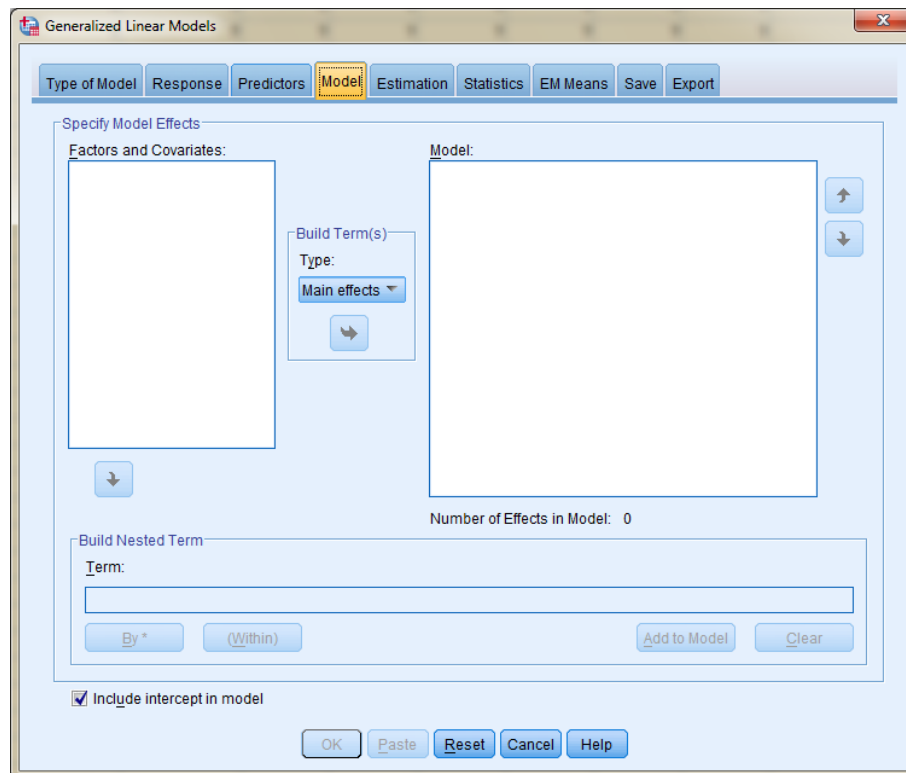 Generalized Linear Models
Type of Model Response Predictors Model Estimation Statistics EM Means Save Export
Specify Model Effects
Factors and Covariates:
Model:
Build Term(s)
Type:
Main effects
Number of Effects in Model: 0
Build Nested Term
Term:
By *
(Within)
Add to Model
Clear
Include intercept in model
OK Paste Reset Cancel Help